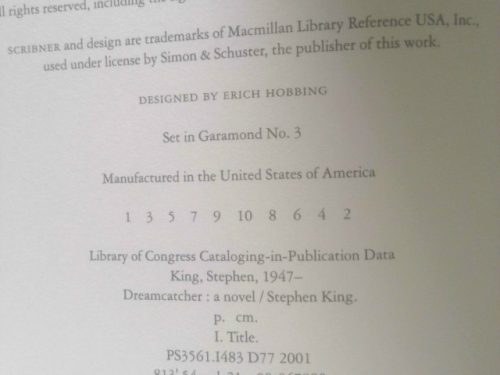 ll rights reserved, including the
SCRIBNER and design are trademarks of Macmillan Library Reference USA, Inc.,
used under license by Simon & Schuster, the publisher of this work.
DESIGNED BY ERICH HOBBING
Set in Garamond No. 3
Manufactured in the United States of America
1 3 5 7 9 10 8 6 4 2
Library of Congress Cataloging-in-Publication Data
King, Stephen, 1947–
Dreamcatcher : a novel / Stephen King.
p. cm.
I. Title.
PS3561.I483 D77 2001